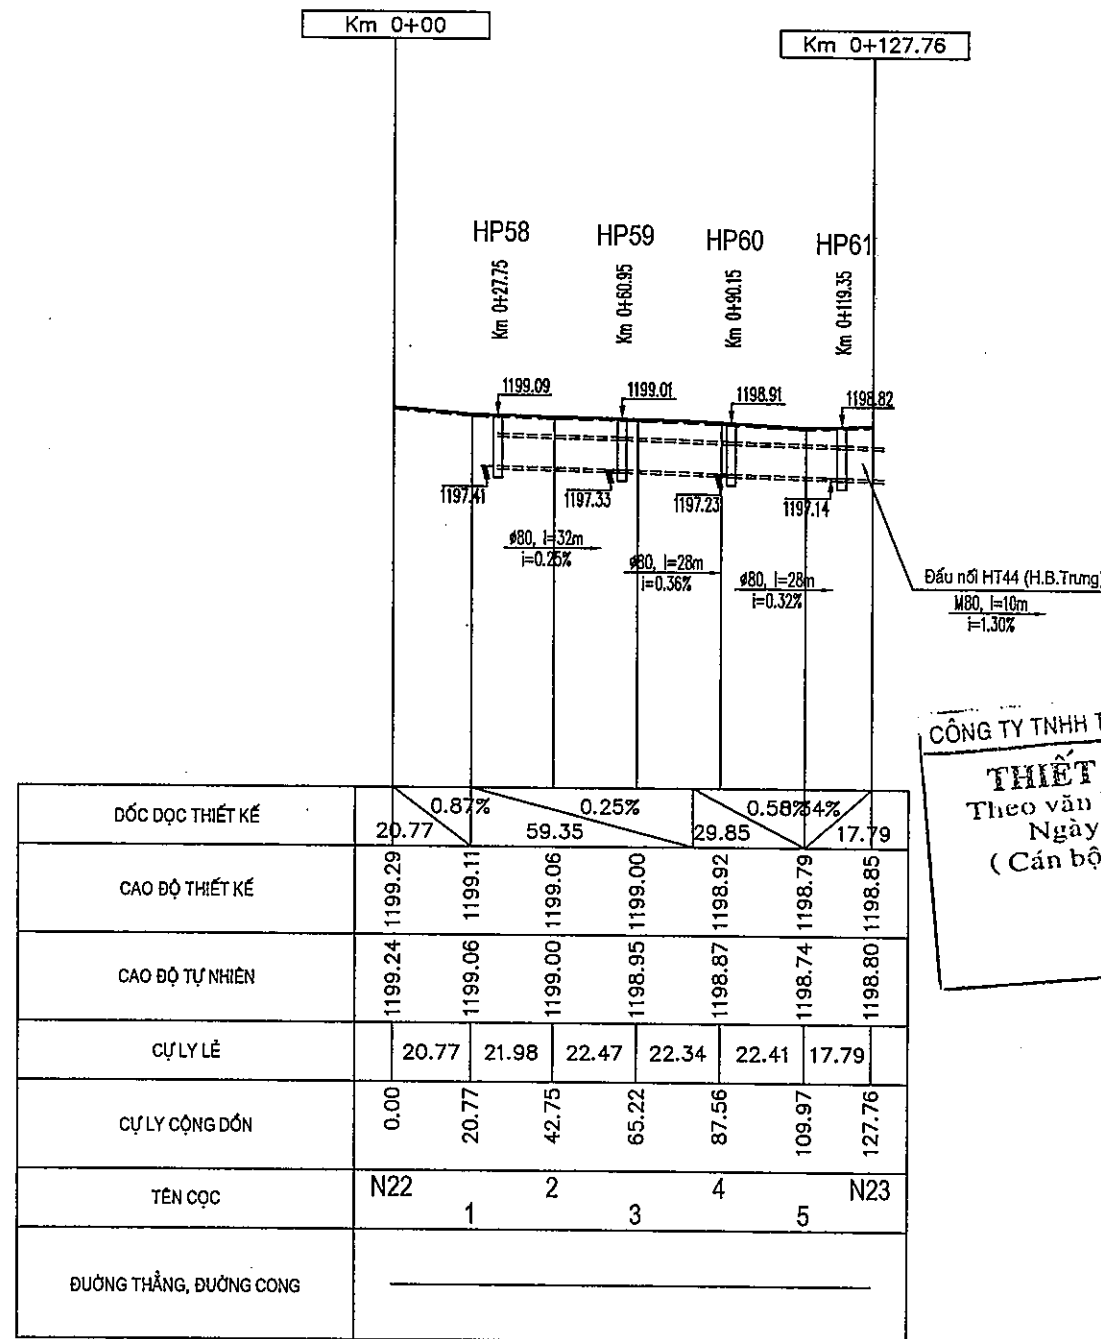 Km 0+00
Km 0+127.76
HP58
HP59
HP60
HP61
Km 0+27.75
Km 0+60.95
Km 0+90.15
Km 0+119.35
1199.09
1199.01
1198.91
1198.82
1197.41
1197.33
1197.23
1197.14
ø80, l=32m
i=0.25%
ø80, l=28m
i=0.36%
ø80, l=28m
i=0.32%
Đấu nối HT44 (H.B.Trưng)
M80, l=10m
i=1.30%
CÔNG TY TNHH T
THIẾT
Theo văn
Ngày
( Cán bộ
DỐC DỌC THIẾT KẾ
0.87% 0.25%
20.77 59.35 29.85 17.79
CAO ĐỘ THIẾT KẾ 1199.29 1199.11 1199.06 1199.00 1198.92 1198.79 1198.85
CAO ĐỘ TỰ NHIÊN 1199.24 1199.06 1199.00 1198.95 1198.87 1198.74 1198.80
CỰ LY LẺ 20.77 21.98 22.47 22.34 22.41 17.79
CỰ LY CỘNG DỒN 0.00 20.77 42.75 65.22 87.56 109.97 127.76
TÊN CỌC N22 1 2 3 4 5 N23
ĐUỜNG THẲNG, ĐUỜNG CONG